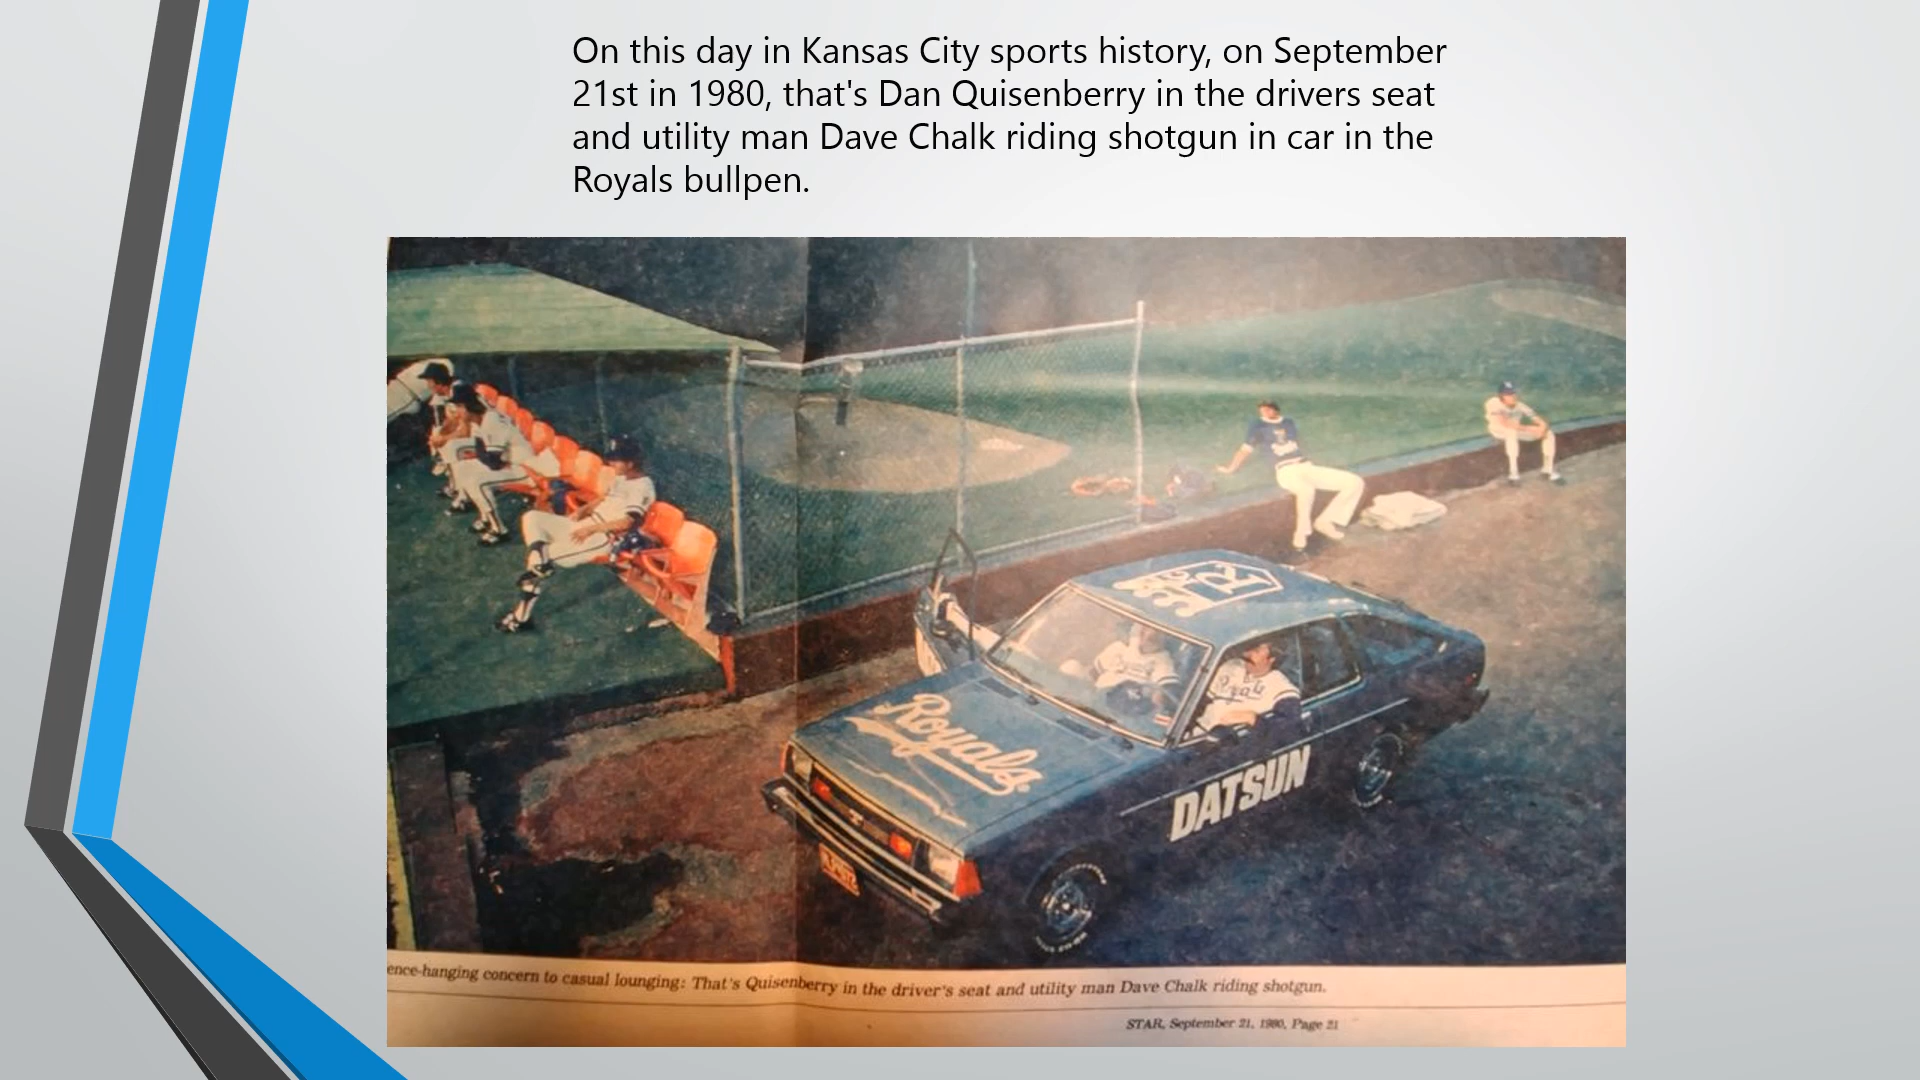 On this day in Kansas City sports history, on September
21st in 1980, that's Dan Quisenberry in the drivers seat
and utility man Dave Chalk riding shotgun in car in the
Royals bullpen.
Royals
DATSUN
ence-hanging concern to casual lounging: That's Quisenberry in the driver's seat and utility man Dave Chalk riding shotgun.
STAR, September 21, 1980, Page 21